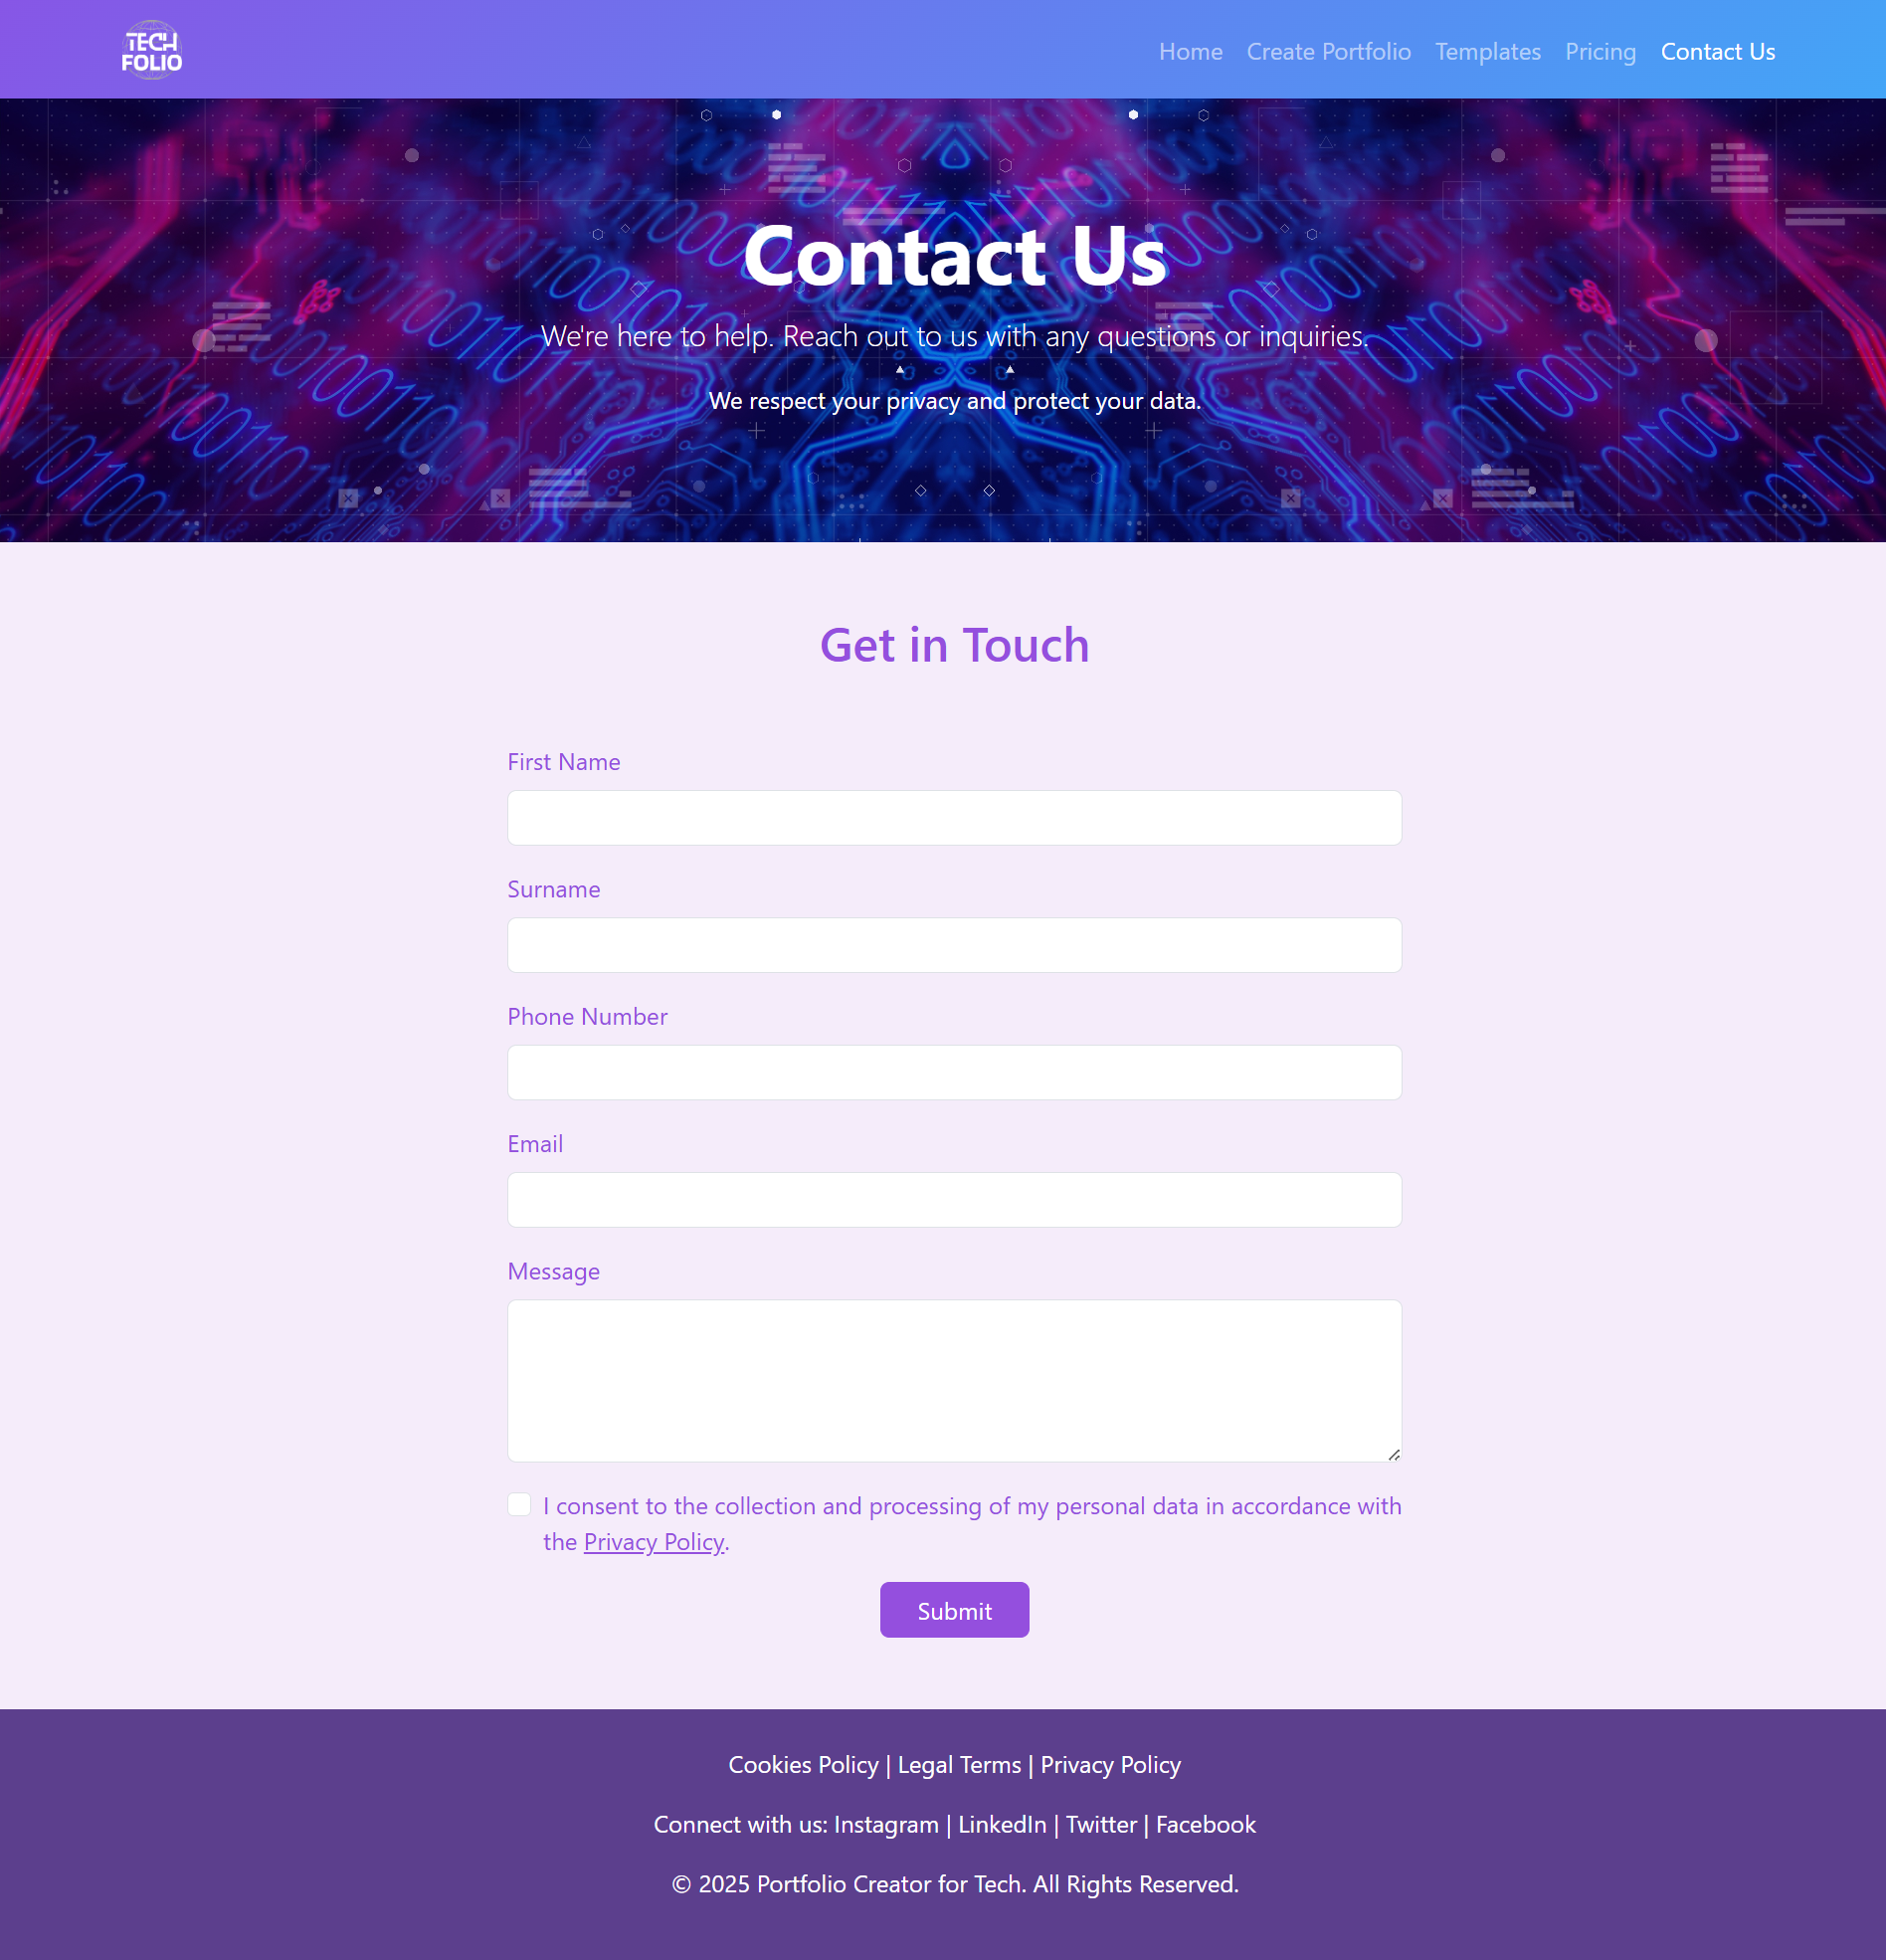 TECH
FOLIO
Home Create Portfolio Templates Pricing Contact Us
Contact Us
We're here to help. Reach out to us with any questions or inquiries.
We respect your privacy and protect your data.
Get in Touch
First Name
Surname
Phone Number
Email
Message
I consent to the collection and processing of my personal data in accordance with
the Privacy Policy.
Submit
Cookies Policy | Legal Terms | Privacy Policy
Connect with us: Instagram | LinkedIn | Twitter | Facebook
© 2025 Portfolio Creator for Tech. All Rights Reserved.